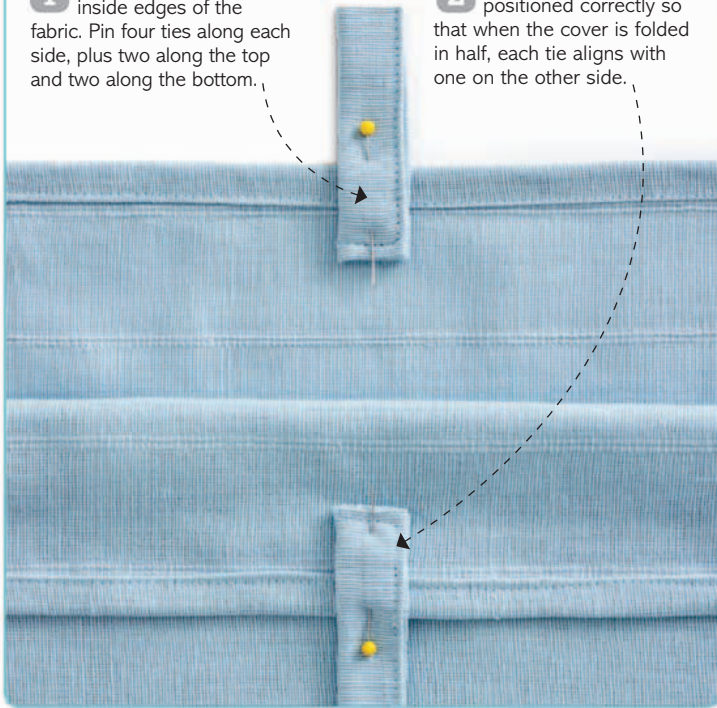 1 inside edges of the
fabric. Pin four ties along each
side, plus two along the top
and two along the bottom.
2 positioned correctly so
that when the cover is folded
in half, each tie aligns with
one on the other side.